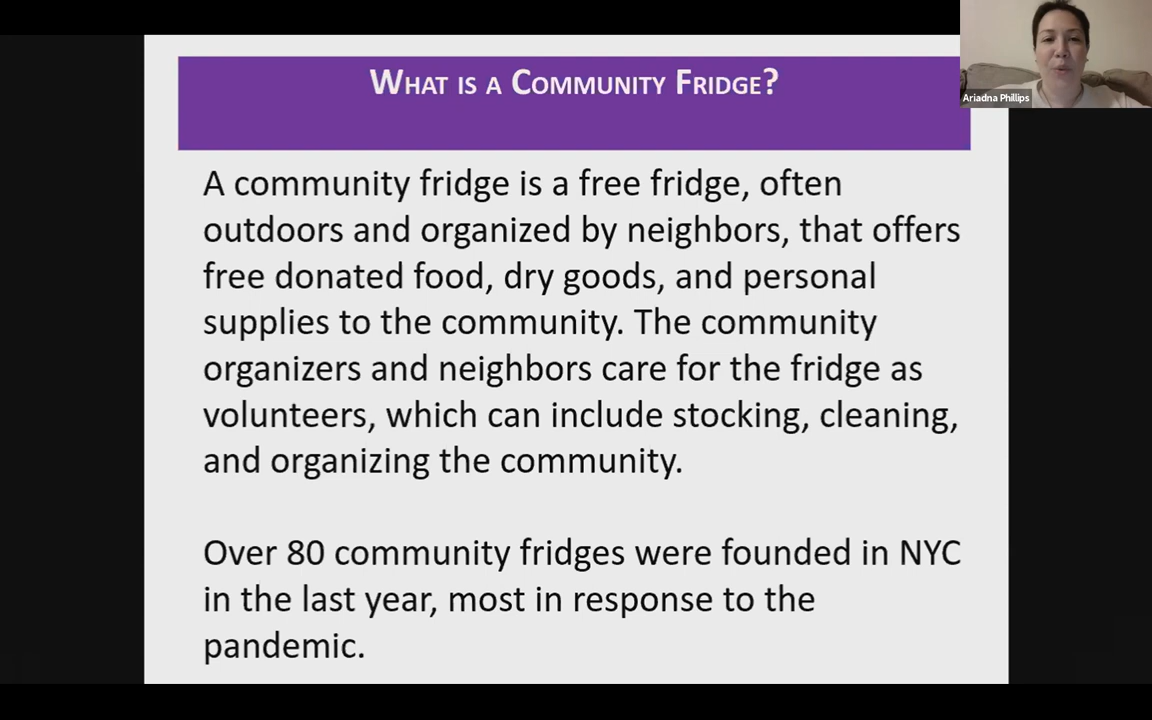 What is a Community Fridge?
Ariadna Phillips
A community fridge is a free fridge, often
outdoors and organized by neighbors, that offers
free donated food, dry goods, and personal
supplies to the community. The community
organizers and neighbors care for the fridge as
volunteers, which can include stocking, cleaning,
and organizing the community.
Over 80 community fridges were founded in NYC
in the last year, most in response to the
pandemic.